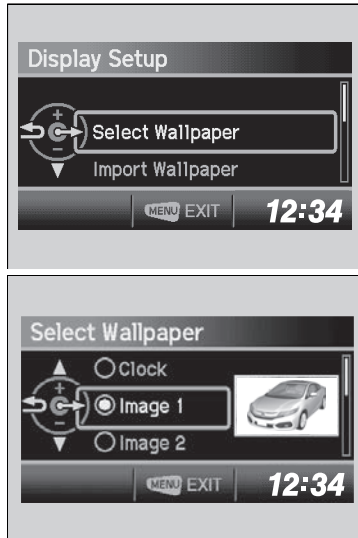 Display Setup
+
Select Wallpaper
−
Import Wallpaper
MENU EXIT
12:34
Select Wallpaper
Clock
+
Image 1
−
Image 2
MENU EXIT
12:34